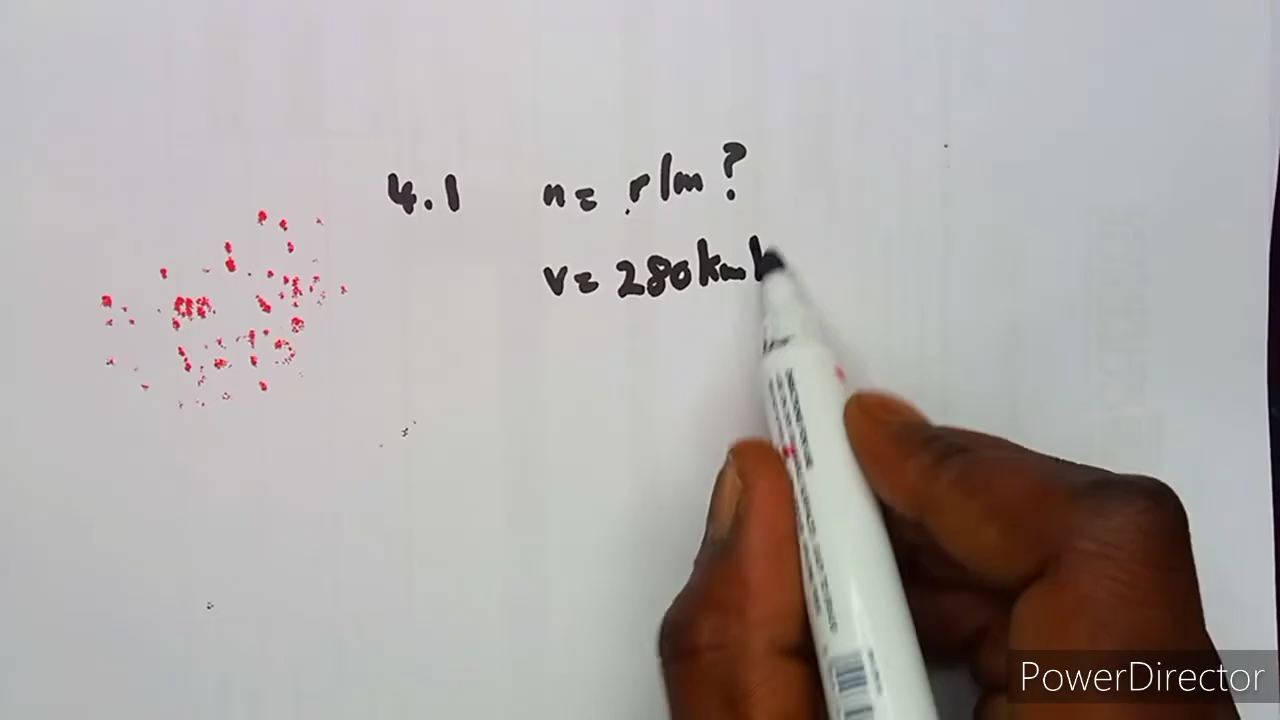 4.1 n= r/m ?
v= 280km
PowerDirector